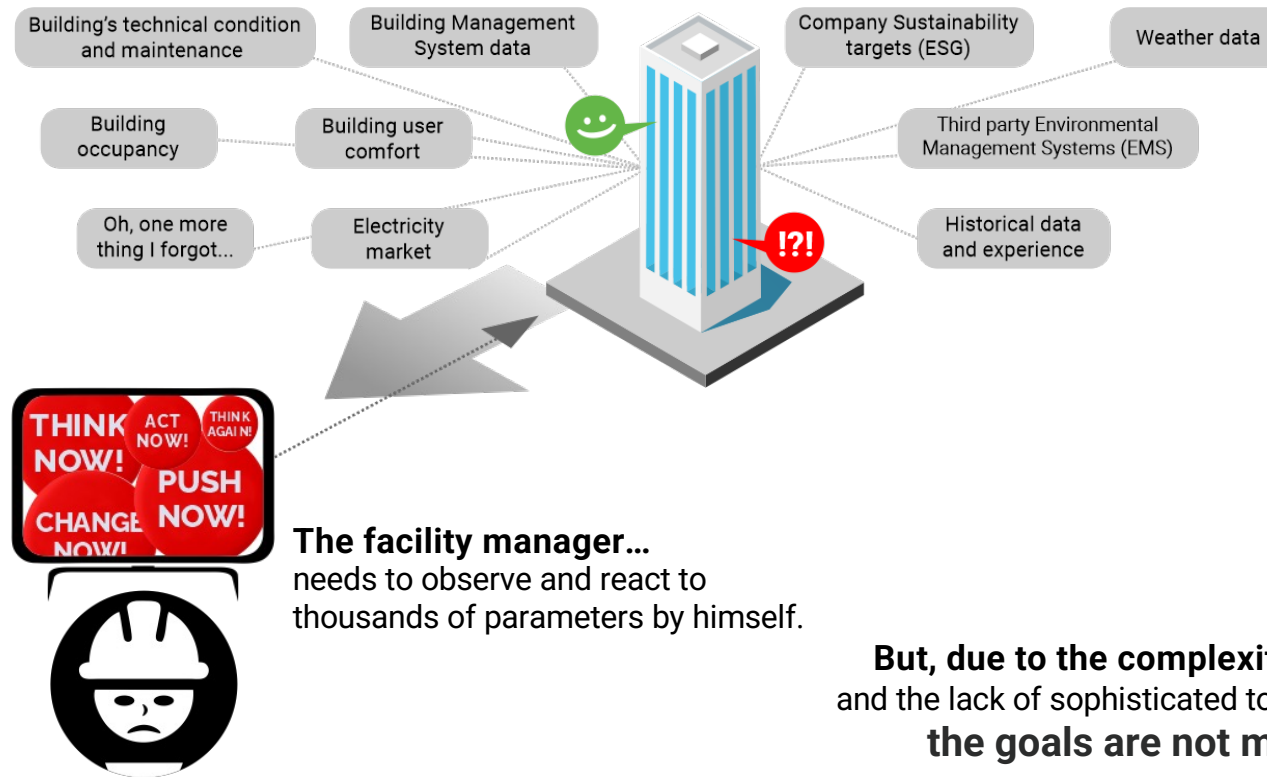 Building's technical condition
and maintenance
Building Management
System data
Company Sustainability
targets (ESG)
Weather data
Building
occupancy
Building user
comfort
Third party Environmental
Management Systems (EMS)
Oh, one more
thing I forgot...
Electricity
market
Historical data
and experience
!?!
THINK
NOW!
ACT
NOW!
THINK
AGAIN!
PUSH
NOW!
CHANGE
NOW!
The facility manager…
needs to observe and react to
thousands of parameters by himself.
But, due to the
and the lack of sophisticated
the goals are not